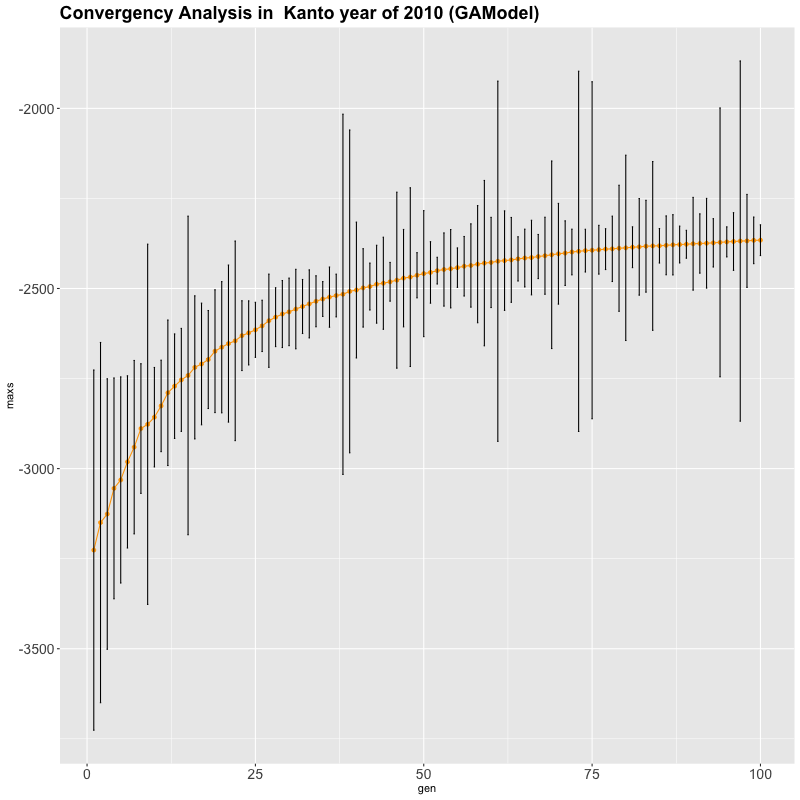 Convergency Analysis in  Kanto year of 2010 (GAModel)
-2000
-2500
-3000
-3500
maxs
0 25 50 75 100
gen